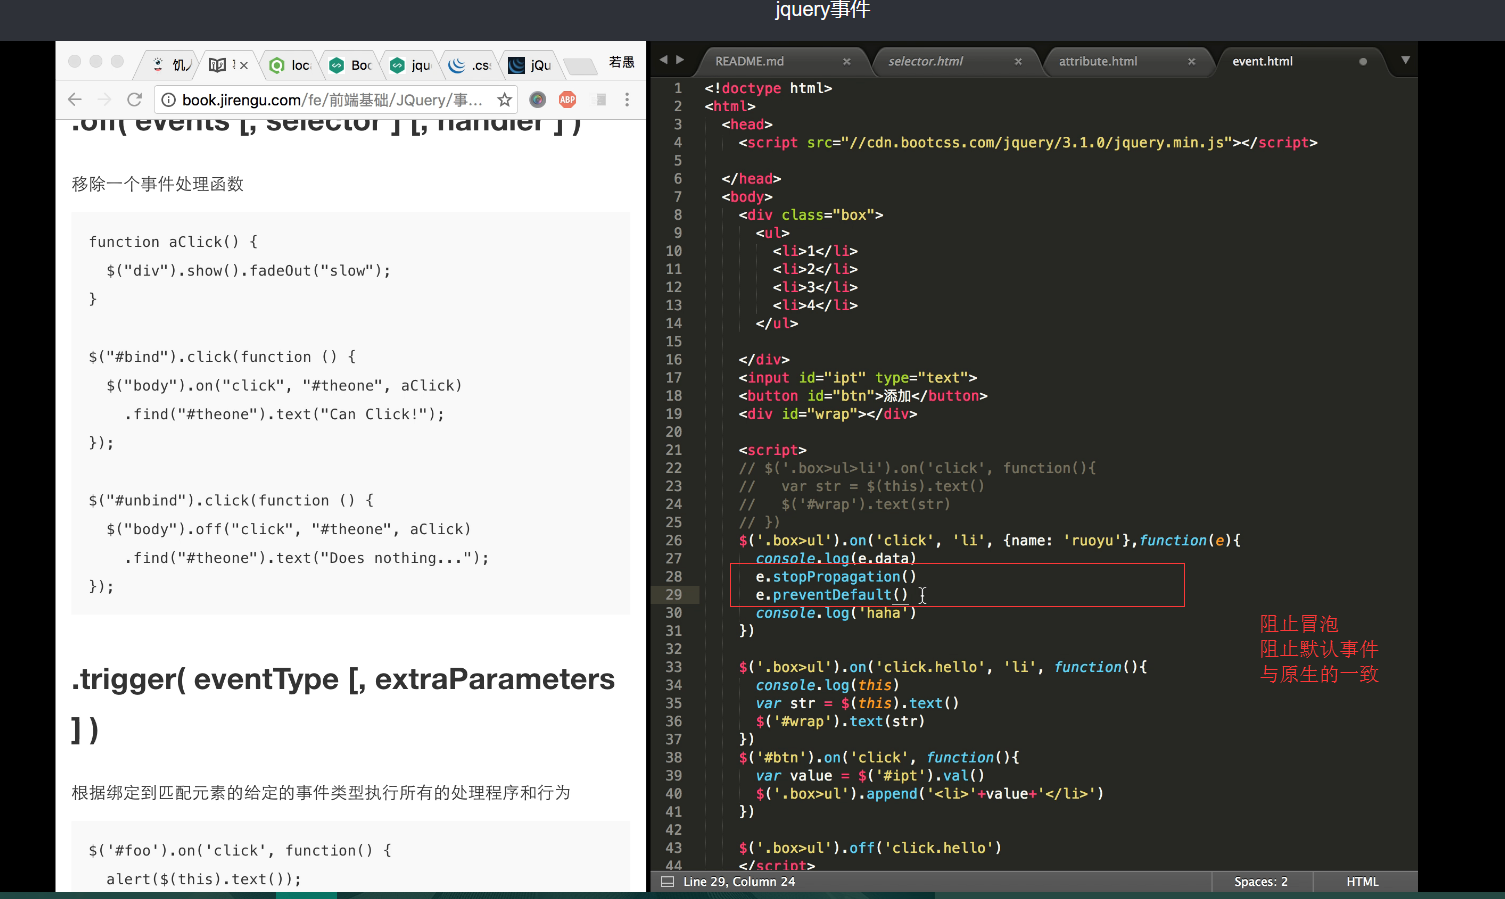 jquery事件
饥人
loc
Boc
jqu
.cs
jQu
若愚
book.jirengu.com/fe/前端基础/JQuery/事...
ABP
.off( events [, selector ] [, handler ] )
移除一个事件处理函数
function aClick() {
$("div").show().fadeOut("slow");
}
$("#bind").click(function () {
$("body").on("click", "#theone", aClick)
.find("#theone").text("Can Click!");
});
$("#unbind").click(function () {
$("body").off("click", "#theone", aClick)
.find("#theone").text("Does nothing...");
});
.trigger( eventType [, extraParameters
] )
根据绑定到匹配元素的给定的事件类型执行所有的处理程序和行为
$('#foo').on('click', function() {
alert($(this).text());
README.md
selector.html
attribute.html
event.html
1 <!doctype html>
2 <html>
3 <head>
4 <script src="//cdn.bootcss.com/jquery/3.1.0/jquery.min.js"></script>
5
6 </head>
7 <body>
8 <div class="box">
9 <ul>
10 <li>1</li>
11 <li>2</li>
12 <li>3</li>
13 <li>4</li>
14 </ul>
15
16 </div>
17 <input id="ipt" type="text">
18 <button id="btn">添加</button>
19 <div id="wrap"></div>
20
21 <script>
22 // $('.box>ul>li').on('click', function(){
23 // var str = $(this).text()
24 // $('#wrap').text(str)
25 // })
26 $('.box>ul').on('click', 'li', {name: 'ruoyu'},function(e){
27 console.log(e.data)
28 e.stopPropagation()
29 e.preventDefault()
30 console.log('haha')
31 })
32
33 $('.box>ul').on('click.hello', 'li', function(){
34 console.log(this)
35 var str = $(this).text()
36 $('#wrap').text(str)
37 })
38 $('#btn').on('click', function(){
39 var value = $('#ipt').val()
40 $('.box>ul').append('<li>'+value+'</li>')
41 })
42
43 $('.box>ul').off('click.hello')
44 </script>
阻止冒泡
阻止默认事件
与原生的一致
Line 29, Column 24
Spaces: 2
HTML